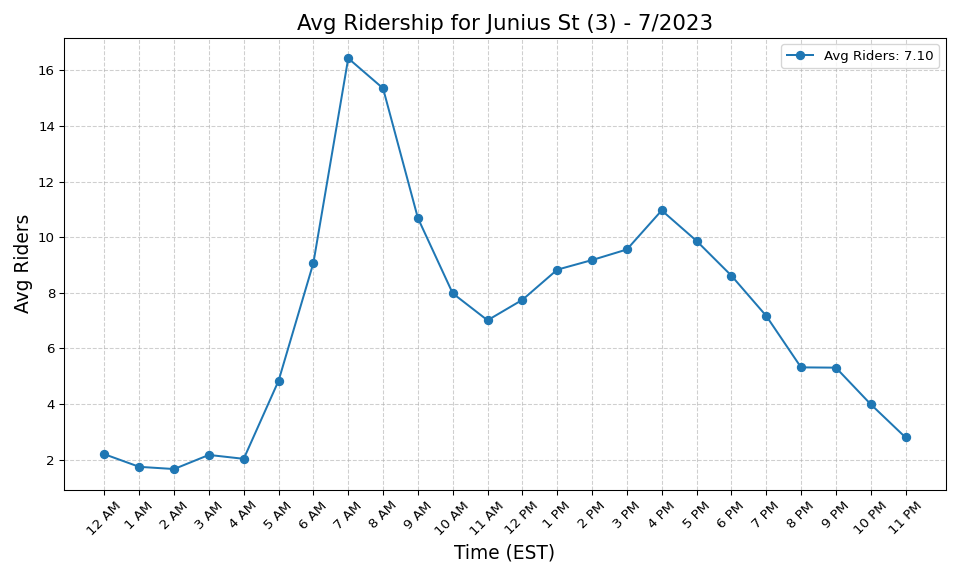 Avg Ridership for Junius St (3) - 7/2023
Avg Riders: 7.10
Avg Riders
16
14
12
10
8
6
4
2
12 AM
1 AM
2 AM
3 AM
4 AM
5 AM
6 AM
7 AM
8 AM
9 AM
10 AM
11 AM
12 PM
1 PM
2 PM
3 PM
4 PM
5 PM
6 PM
7 PM
8 PM
9 PM
10 PM
11 PM
Time (EST)